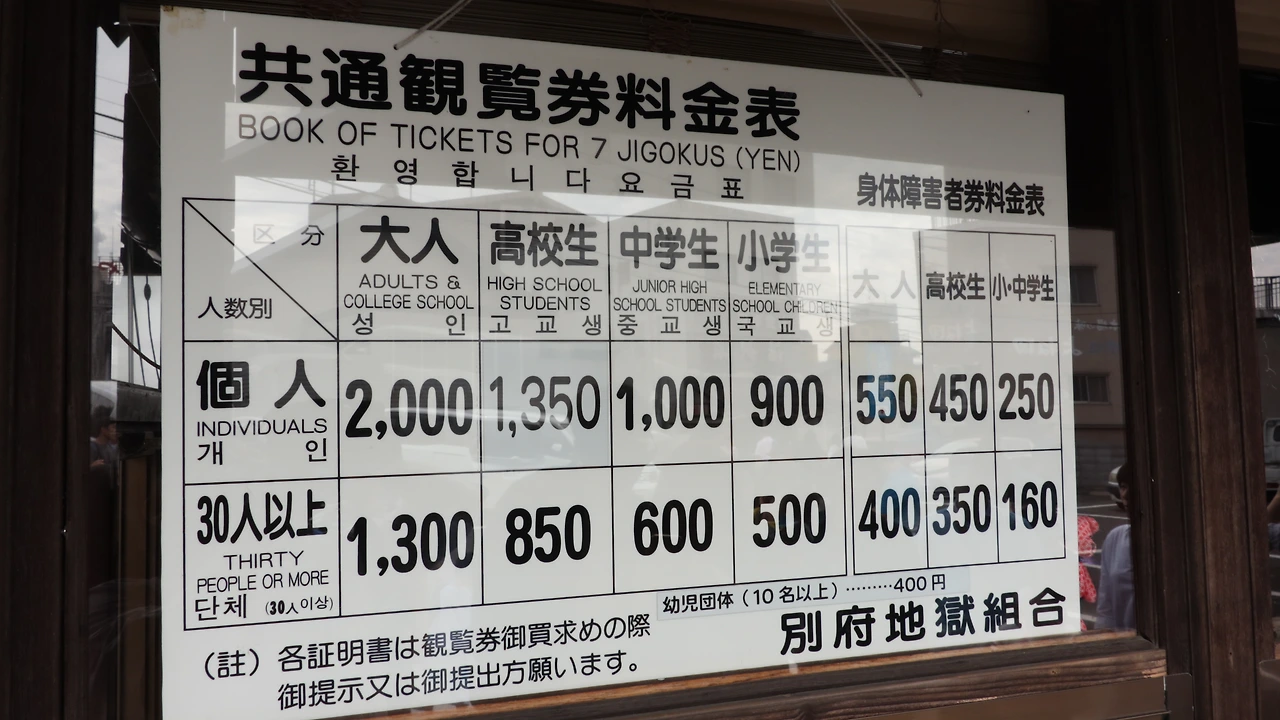 共通観覧券料金表
BOOK OF TICKETS FOR 7 JIGOKUS (YEN)
환영합니다요금표
身体障害者券料金表
区分
人数別
大人
ADULTS &
COLLEGE SCHOOL
성인
高校生
HIGH SCHOOL
STUDENTS
고교생
中学生
JUNIOR HIGH
SCHOOL STUDENTS
중교생
小学生
ELEMENTARY
SCHOOL CHILDREN
국교생
大人
高校生
小・中学生
個人
INDIVIDUALS
개인
2,000
1,350
1,000
900
550
450
250
30人以上
THIRTY
PEOPLE OR MORE
단체 (30人이상)
1,300
850
600
500
400
350
160
幼児団体(10名以上)………400円
(註)各証明書は観覧券御買求めの際
御提示又は御提出方願います。
別府地獄組合